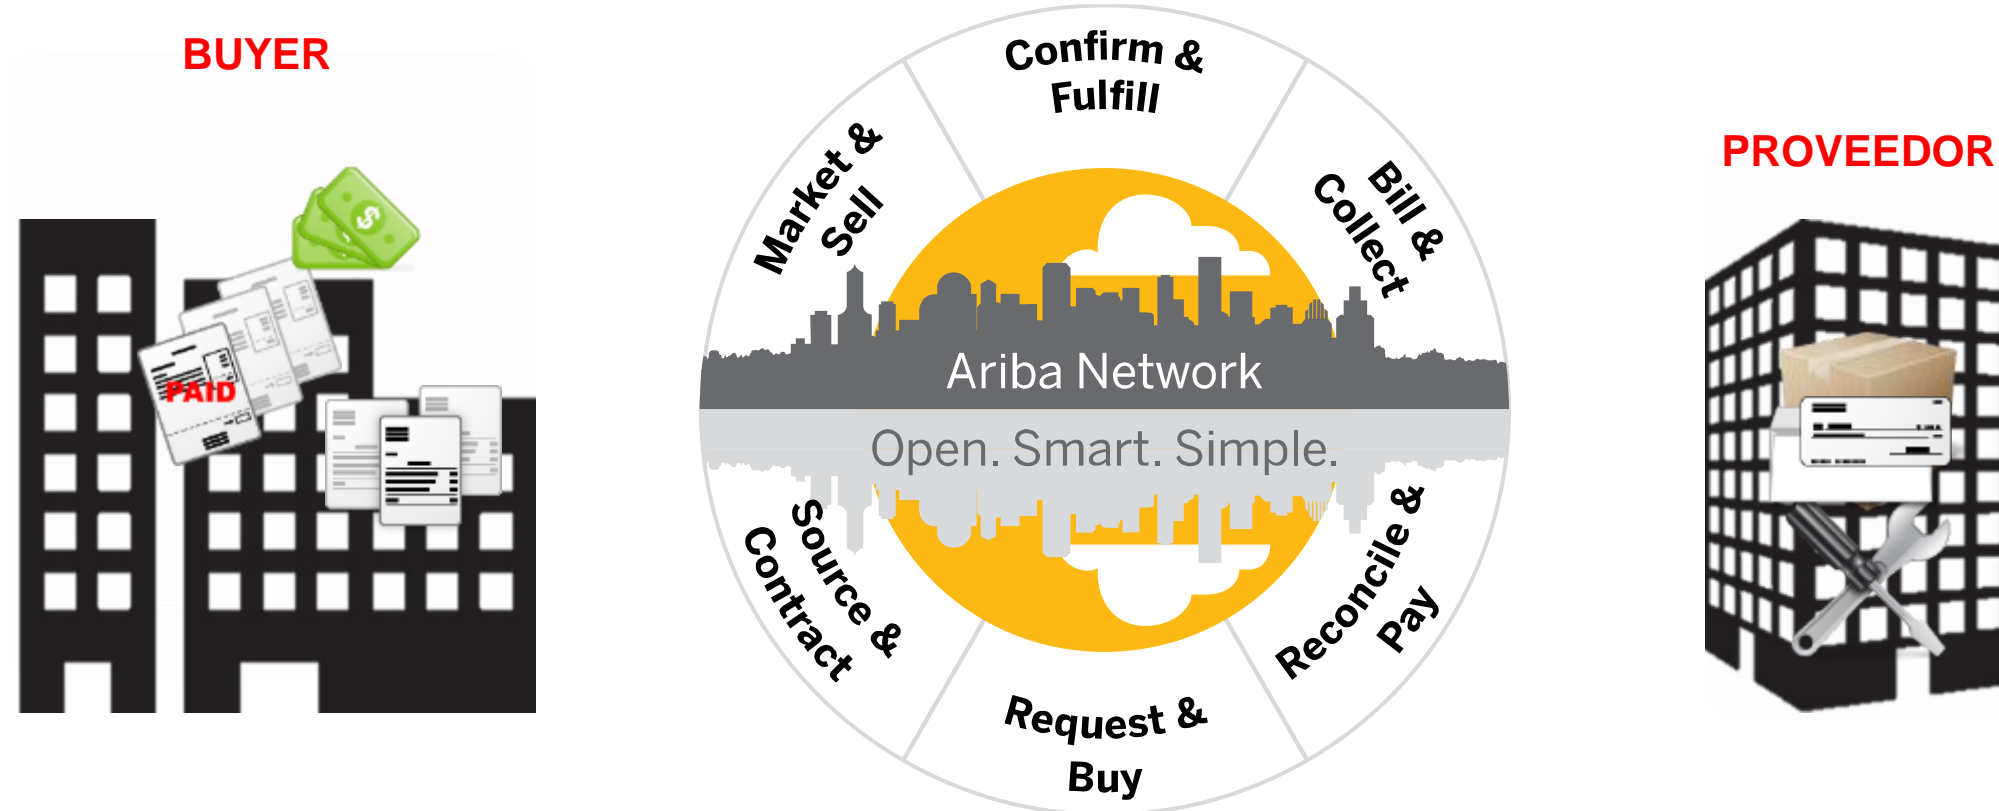 BUYER
PAID
Confirm &
Fulfill
Market &
Sell
Bill &
Collect
Ariba Network
Open. Smart. Simple.
Source &
Contract
Reconcile &
Pay
Request &
Buy
PROVEEDOR